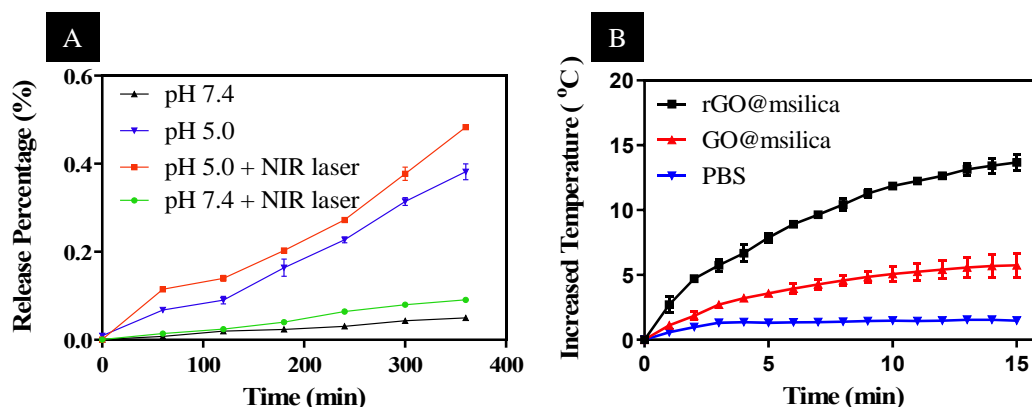 A
Release Percentage (%)
0.6
0.4
0.2
0.0
pH 7.4
pH 5.0
pH 5.0 + NIR laser
pH 7.4 + NIR laser
0
100
200
300
400
Time (min)
B
Increased Temperature ( °C)
20
15
10
5
0
rGO@msilica
GO@msilica
PBS
0
5
10
15
Time (min)